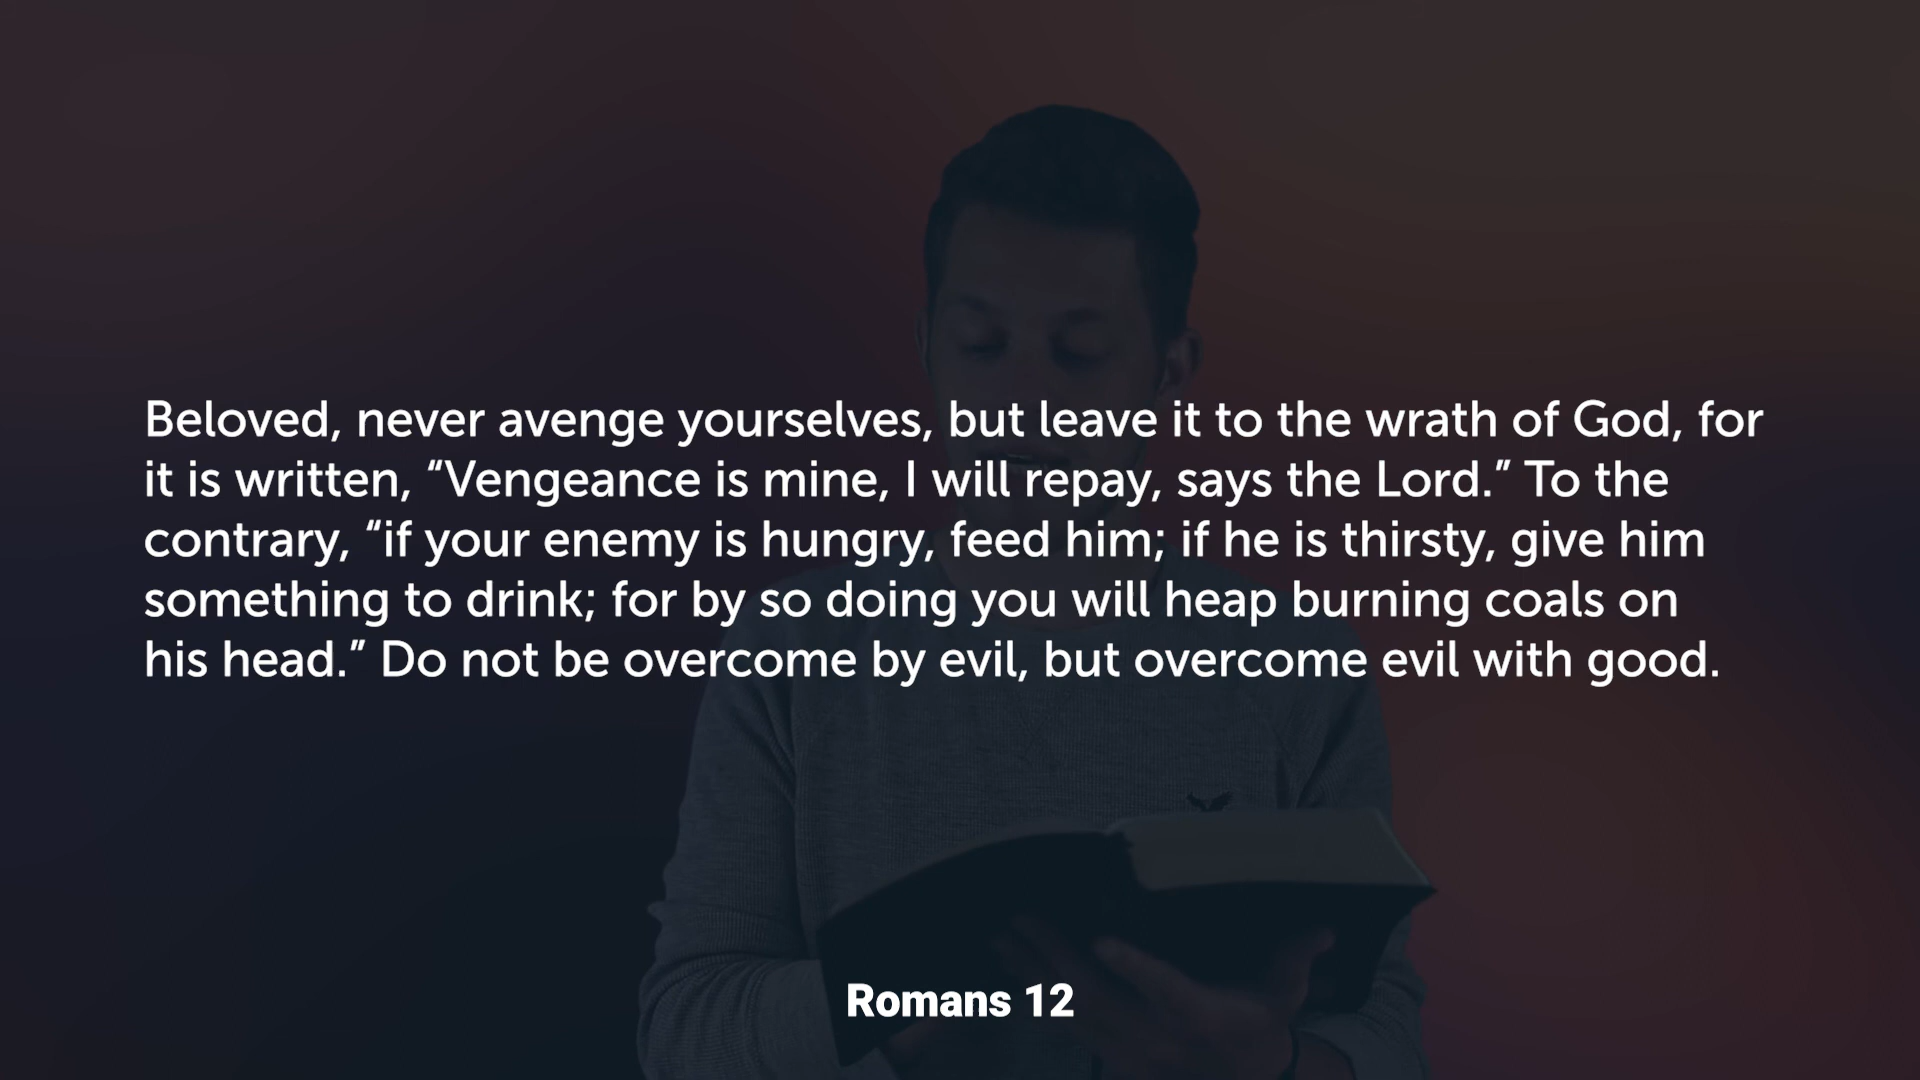 Beloved, never avenge yourselves, but leave it to the wrath of God, for
it is written, “Vengeance is mine, I will repay, says the Lord.” To the
contrary, “if your enemy is hungry, feed him; if he is thirsty, give him
something to drink; for by so doing you will heap burning coals on
his head.” Do not be overcome by evil, but overcome evil with good.
Romans 12